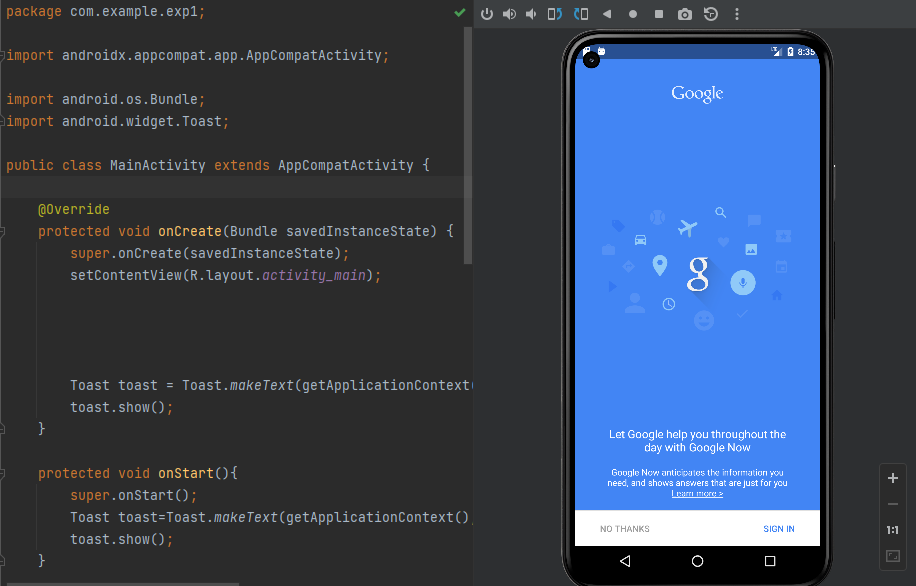 package com.example.exp1;
import androidx.appcompat.app.AppCompatActivity;
import android.os.Bundle;
import android.widget.Toast;
public class MainActivity extends AppCompatActivity {
@Override
protected void onCreate(Bundle savedInstanceState) {
super.onCreate(savedInstanceState);
setContentView(R.layout.activity_main);
Toast toast = Toast.makeText(getApplicationContext(
toast.show();
}
protected void onStart(){
super.onStart();
Toast toast=Toast.makeText(getApplicationContext(),
toast.show();
}
8:35
Google
g
Let Google help you throughout the
day with Google Now
Google Now anticipates the information you
need, and shows answers that are just for you
Learn more >
NO THANKS SIGN IN
1:1